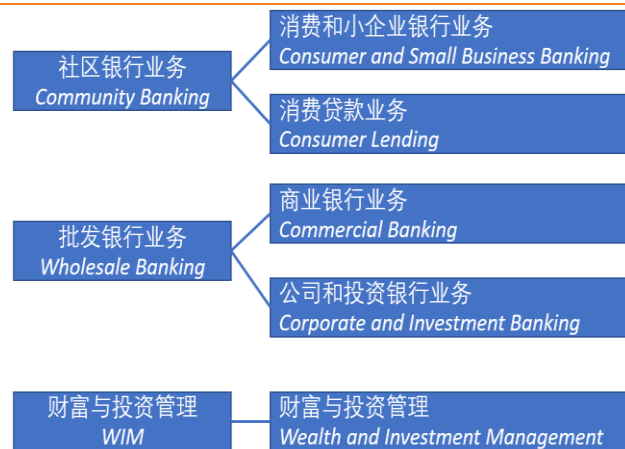 社区银行业务
Community Banking
消费和小企业银行业务
Consumer and Small Business Banking
消费贷款业务
Consumer Lending
批发银行业务
Wholesale Banking
商业银行业务
Commercial Banking
公司和投资银行业务
Corporate and Investment Banking
财富与投资管理
WIM
财富与投资管理
Wealth and Investment Management